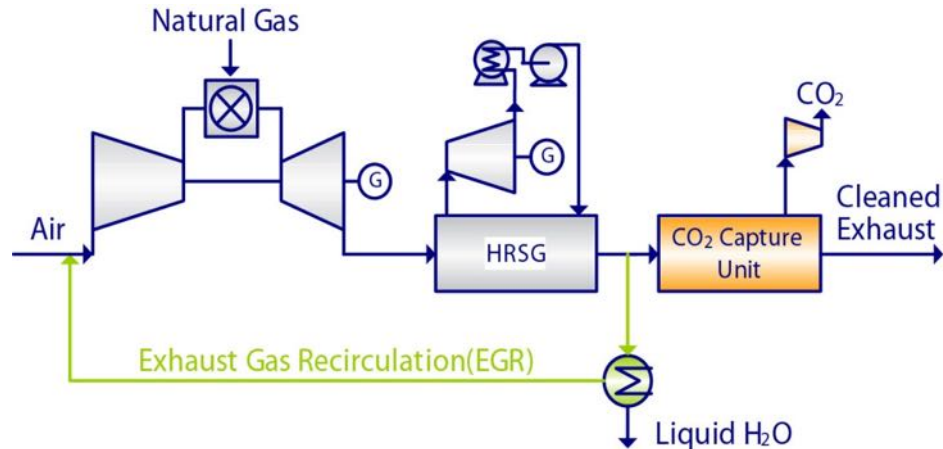 Natural Gas
G
G
CO₂
Air
HRSG
CO₂ Capture
Unit
Cleaned
Exhaust
Exhaust Gas Recirculation(EGR)
Liquid H₂O